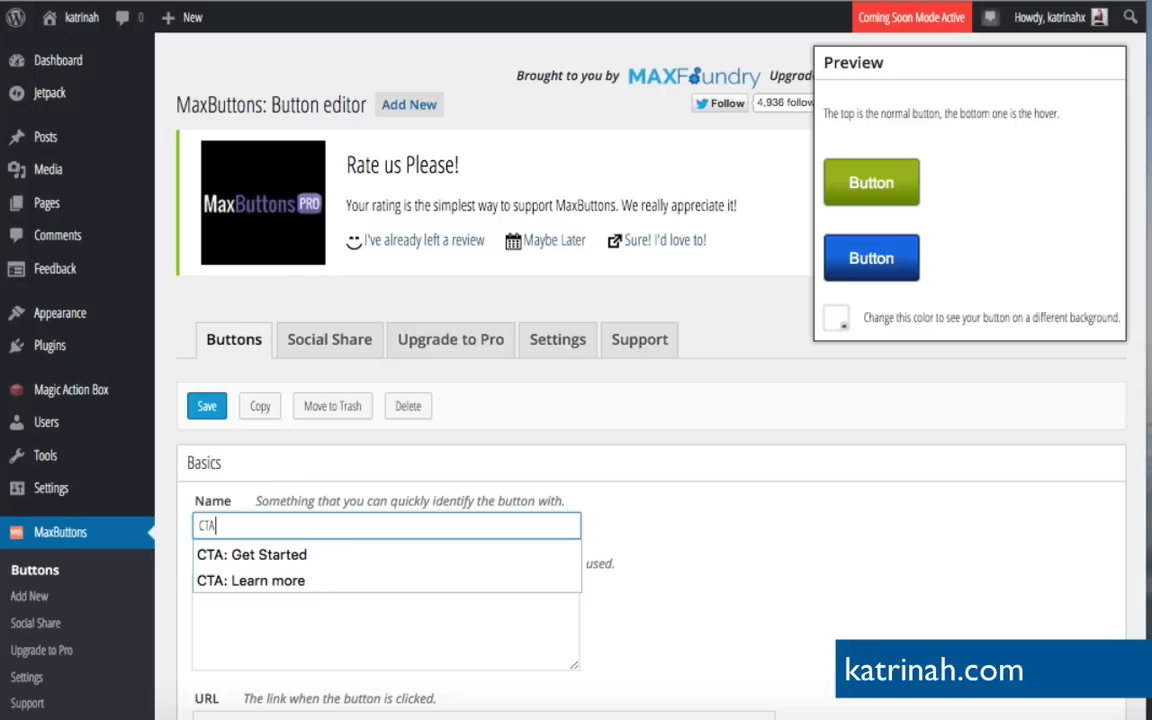 katrinah 0 New
Coming Soon Mode Active
Howdy, katrinahx
Dashboard
Jetpack
Posts
Media
Pages
Comments
Feedback
Appearance
Plugins
Magic Action Box
Users
Tools
Settings
MaxButtons
Buttons
Add New
Social Share
Upgrade to Pro
Settings
Support
Brought to you by MAXFoundry
Follow
MaxButtons: Button editor Add New
MaxButtons PRO
Rate us Please!
Your rating is the simplest way to support MaxButtons. We really appreciate it!
I've already left a review Maybe Later Sure! I'd love to!
Preview
The top is the normal button, the bottom one is the hover.
Button
Button
Change this color to see your button on a different background.
Buttons Social Share Upgrade to Pro Settings Support
Save Copy Move to Trash Delete
Basics
Name Something that you can quickly identify the button with.
CTA
CTA: Get Started
CTA: Learn more
used.
URL The link when the button is clicked.
katrinah.com